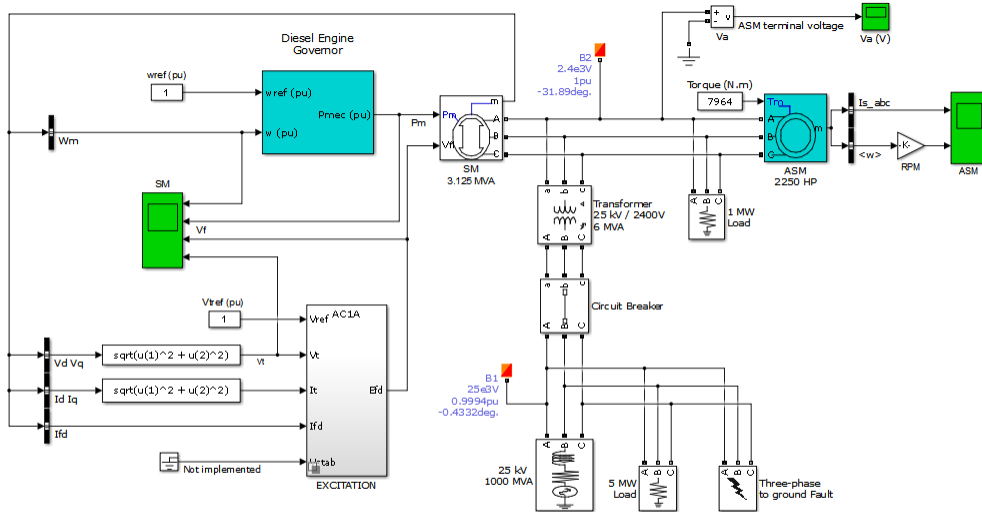 Diesel Engine
Governor
wref (pu)
1
wref (pu)
w (pu)
Pmec (pu)
Wm
Pm
Pm
Vf
m
A
B
C
SM
3.125 MVA
B2
2.4e3V
1pu
-31.89deg.
+
-
v
Va
ASM terminal voltage
Va (V)
Torque (N.m)
7964
Trq
A
B
C
m
ASM
2250 HP
Is_abc
<w>
-K-
RPM
ASM
SM
Vf
a
b
c
A
B
C
Transformer
25 kV / 2400V
6 MVA
A
B
C
1 MW
Load
a
b
c
A
B
C
Circuit Breaker
Vtref (pu)
1
Vd Vq
sqrt(u(1)^2 + u(2)^2)
Vt
Id Iq
sqrt(u(1)^2 + u(2)^2)
Ifd
Not implemented
AC1A
Vref
Vt
It
Ifd
Efd
EXCITATION
B1
25e3V
0.9994pu
-0.4332deg.
A
B
C
25 kV
1000 MVA
A
B
C
5 MW
Load
A
B
C
Three-phase
to ground Fault